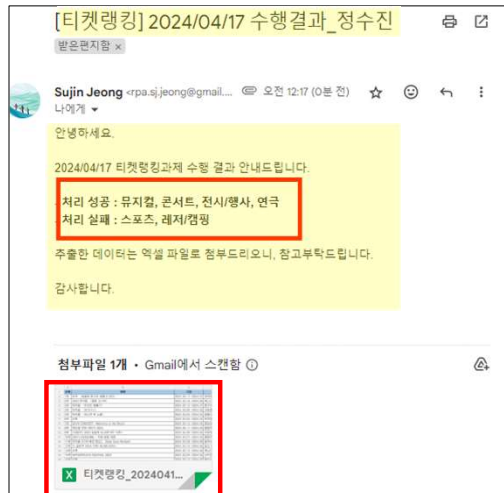 [티켓랭킹] 2024/04/17 수행결과_정수진
받은편지함 ×
Sujin Jeong <rpa.sj.jeong@gmail.... 오전 12:17 (0분 전)
나에게
안녕하세요.
2024/04/17 티켓랭킹과제 수행 결과 안내드립니다.
처리 성공 : 뮤지컬, 콘서트, 전시/행사, 연극
처리 실패 : 스포츠, 레저/캠핑
추출한 데이터는 엑셀 파일로 첨부드리오니, 참고부탁드립니다.
감사합니다.
첨부파일 1개 • Gmail에서 스캔함
X 티켓랭킹_2024041...